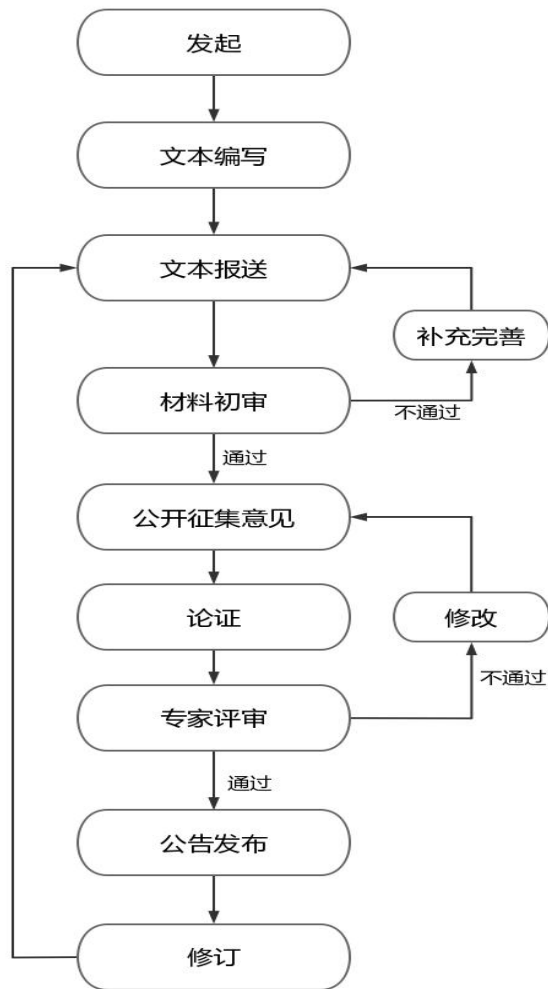 发起
文本编写
文本报送
补充完善
材料初审
不通过
通过
公开征集意见
论证
修改
不通过
专家评审
通过
公告发布
修订